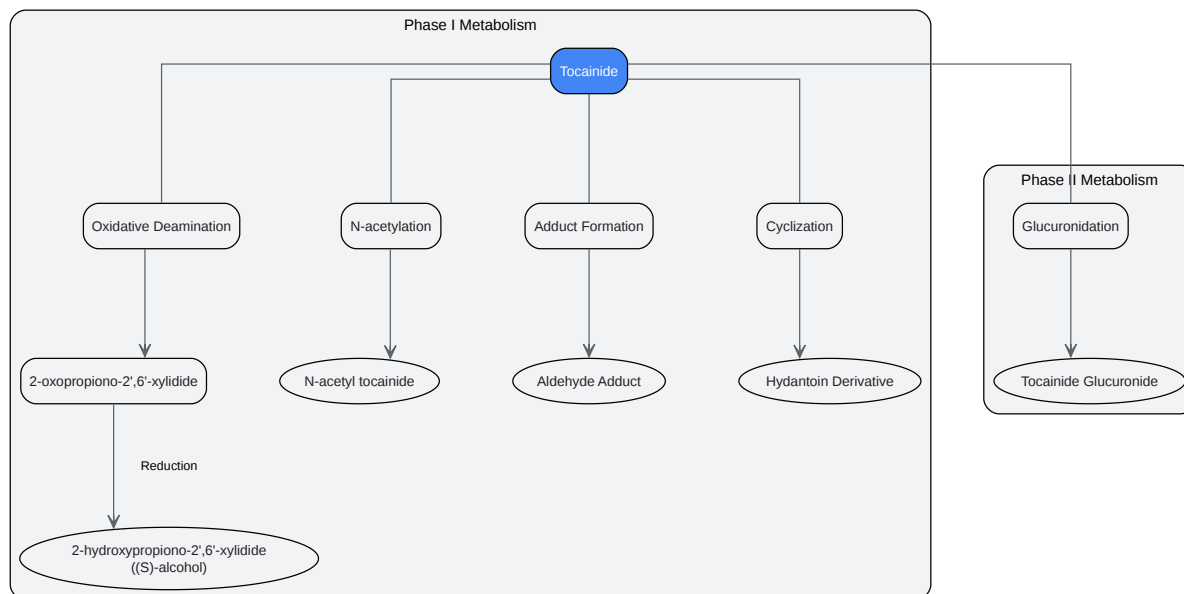 Phase I Metabolism
Tocainide
Phase II Metabolism
Oxidative Deamination
N-acetylation
Adduct Formation
Cyclization
Glucuronidation
2-oxopropiono-2',6'-xylidide
N-acetyl tocainide
Aldehyde Adduct
Hydantoin Derivative
Tocainide Glucuronide
Reduction
2-hydroxypropiono-2',6'-xylidide
((S)-alcohol)